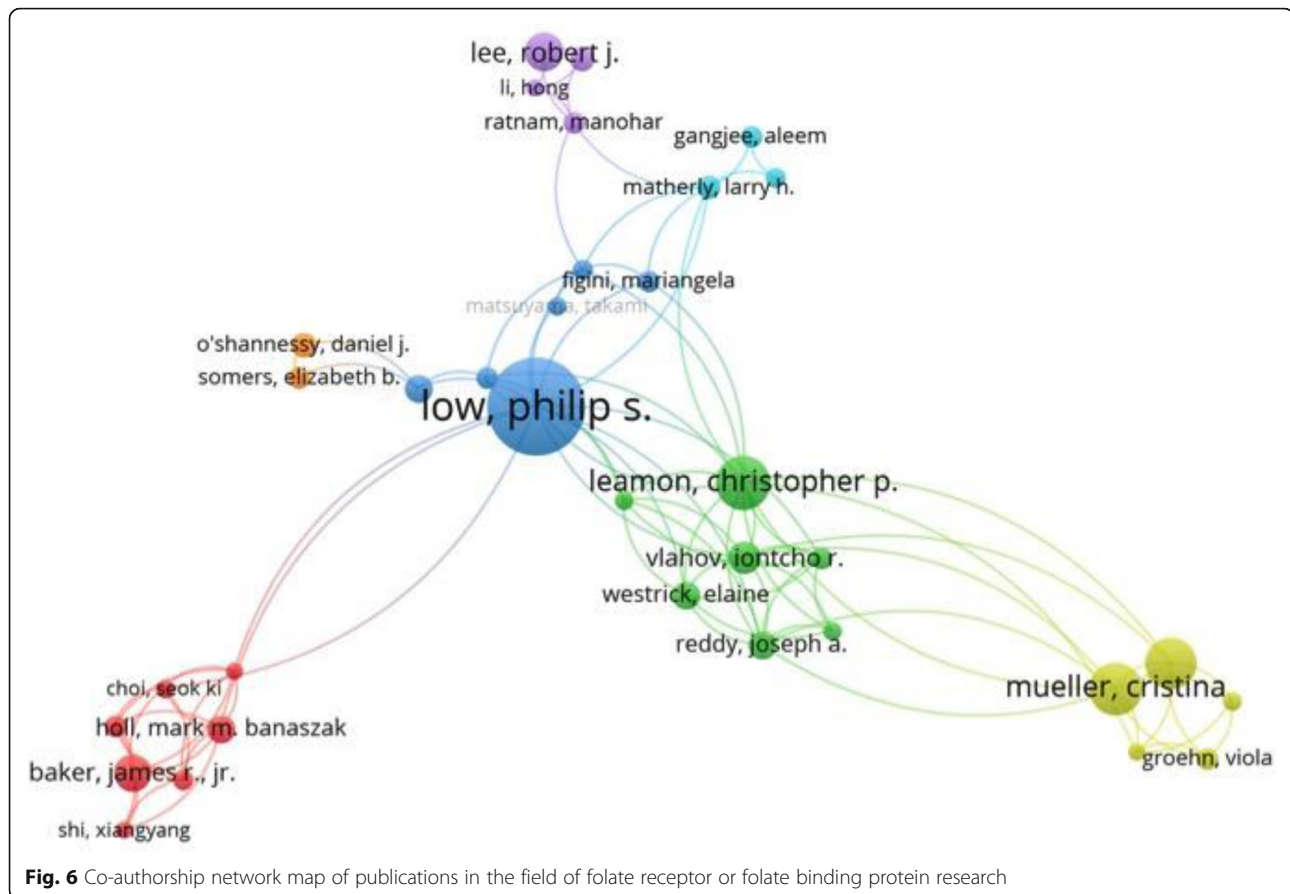 lee, robert j.
li, hong
ratnam, manohar
gangjee, aleem
matherly, larry h.
figini, mariangela
matsuyama, takami
o'shannessy, daniel j.
somers, elizabeth b.
low, philip s.
leamon, christopher p.
vlahov, iontcho r.
westrick, elaine
reddy, joseph a.
mueller, cristina
groehn, viola
choi, seok ki
holl, mark m. banaszak
baker, james r., jr.
shi, xiangyang
Fig. 6 Co-authorship network map of publications in the field of folate receptor or folate binding protein research